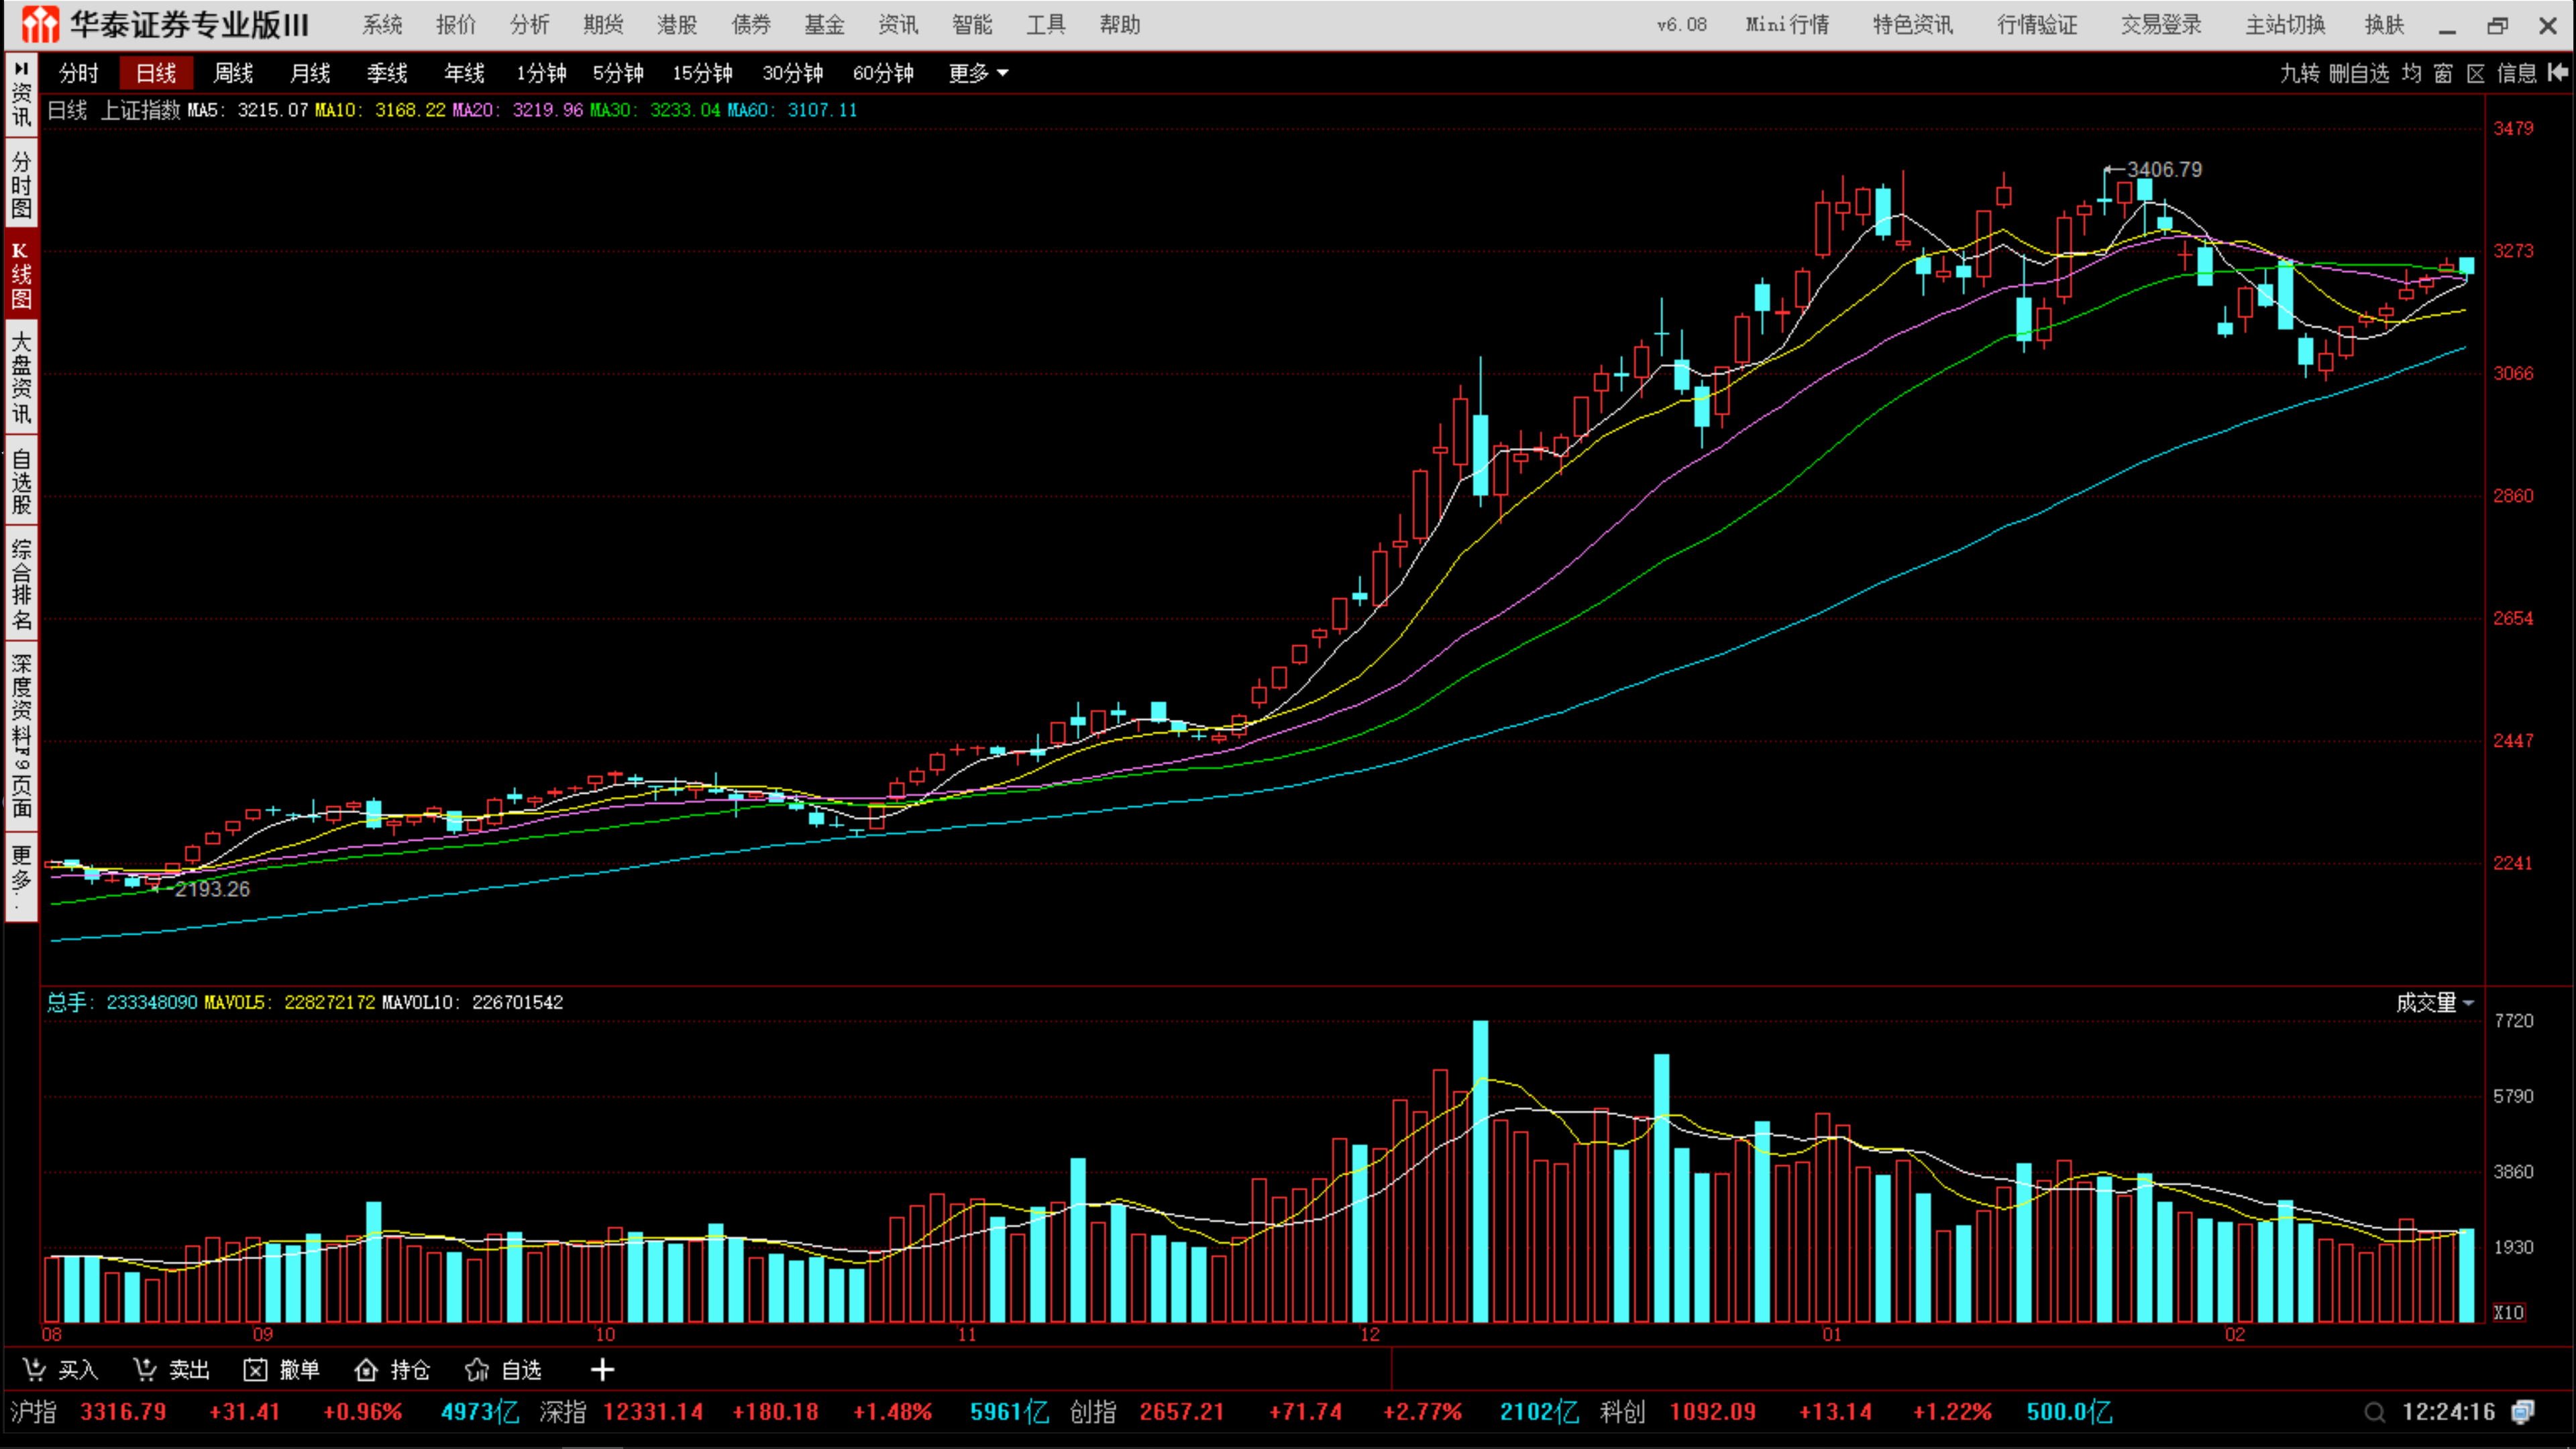 华泰证券专业版III 系统 报价 分析 期货 港股 债券 基金 资讯 智能 工具 帮助 v6.08 Mini行情 特色资讯 行情验证 交易登录 主站切换 换肤
分时 日线 周线 月线 季线 年线 1分钟 5分钟 15分钟 30分钟 60分钟 更多 九转 删自选 均 窗 区 信息
资讯
分时图
K线图
大盘资讯
自选股
综合排名
深度资料F9页面
更多..
日线 上证指数 MA5: 3215.07 MA10: 3168.22 MA20: 3219.96 MA30: 3233.04 MA60: 3107.11
3479
3406.79
3273
3066
2860
2654
2447
2241
2193.26
总手: 233348090 MAVOL5: 228272172 MAVOL10: 226701542 成交量
7720
5790
3860
1930
X10
08 09 10 11 12 01 02
买入 卖出 撤单 持仓 自选
沪指 3316.79 +31.41 +0.96% 4973亿 深指 12331.14 +180.18 +1.48% 5961亿 创指 2657.21 +71.74 +2.77% 2102亿 科创 1092.09 +13.14 +1.22% 500.0亿 12:24:16